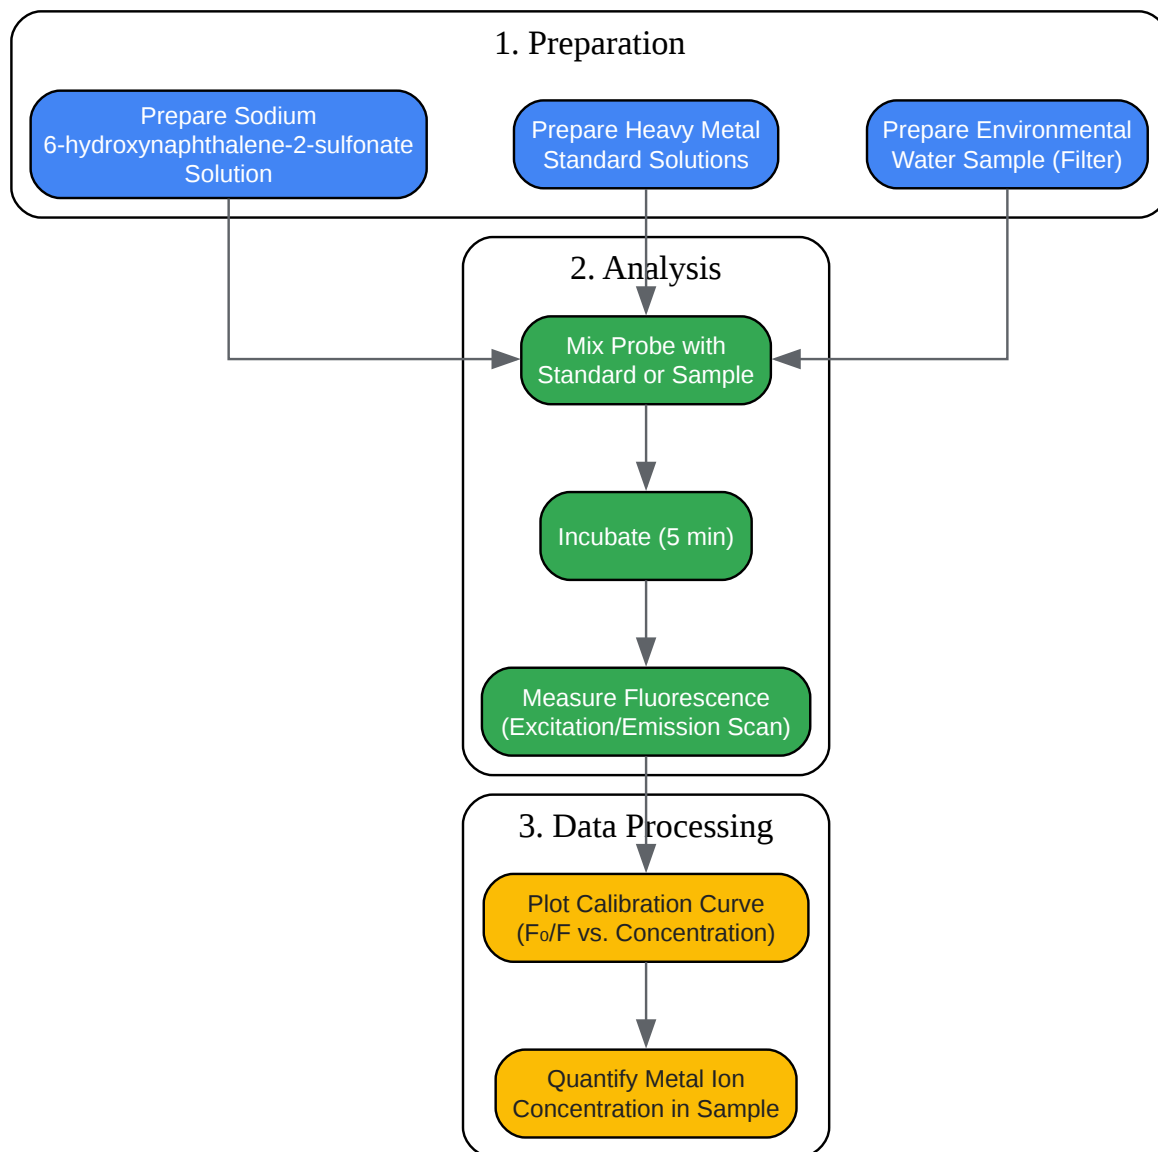 1. Preparation
Prepare Sodium
6-hydroxynaphthalene-2-sulfonate
Solution
Prepare Heavy Metal
Standard Solutions
Prepare Environmental
Water Sample (Filter)
2. Analysis
Mix Probe with
Standard or Sample
Incubate (5 min)
Measure Fluorescence
(Excitation/Emission Scan)
3. Data Processing
Plot Calibration Curve
(F₀/F vs. Concentration)
Quantify Metal Ion
Concentration in Sample